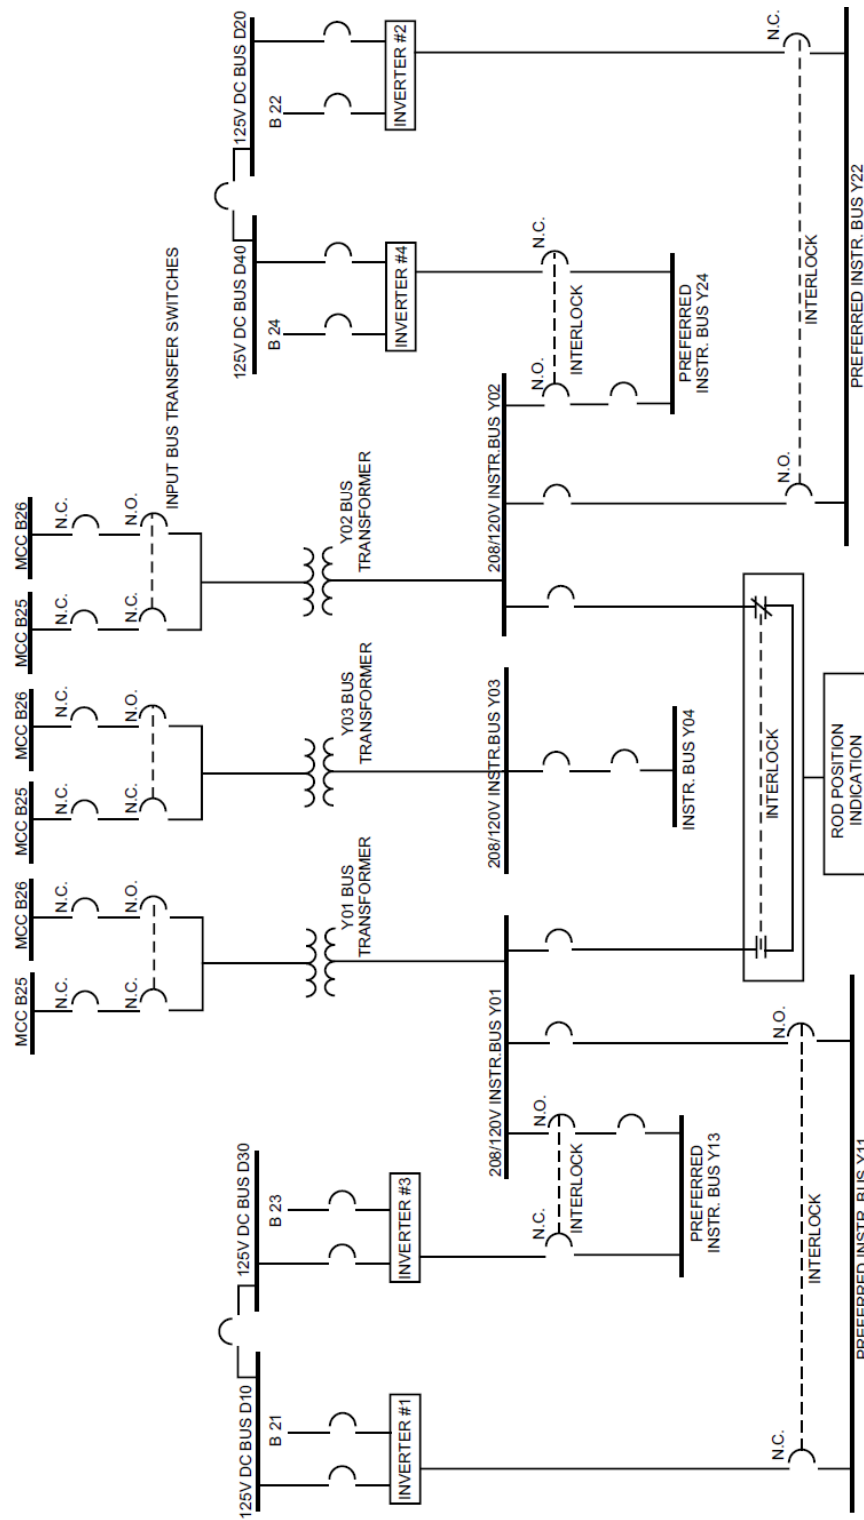 MCC B25
MCC B26
MCC B25
MCC B26
MCC B25
MCC B26
N.C.
N.C.
N.C.
N.C.
N.C.
N.C.
N.C.
N.O.
N.C.
N.O.
N.C.
N.O.
INPUT BUS TRANSFER SWITCHES
125V DC BUS D10
125V DC BUS D30
125V DC BUS D40
125V DC BUS D20
B 21
B 23
B 24
B 22
Y01 BUS
TRANSFORMER
Y03 BUS
TRANSFORMER
Y02 BUS
TRANSFORMER
INVERTER #1
INVERTER #3
INVERTER #4
INVERTER #2
208/120V INSTR.BUS Y01
208/120V INSTR.BUS Y03
208/120V INSTR.BUS Y02
N.C.
N.O.
INTERLOCK
N.O.
N.C.
INTERLOCK
PREFERRED
INSTR. BUS Y13
INSTR. BUS Y04
PREFERRED
INSTR. BUS Y24
N.C.
N.O.
INTERLOCK
INTERLOCK
N.O.
N.C.
INTERLOCK
ROD POSITION
INDICATION
PREFERRED INSTR. BUS Y11
PREFERRED INSTR. BUS Y22